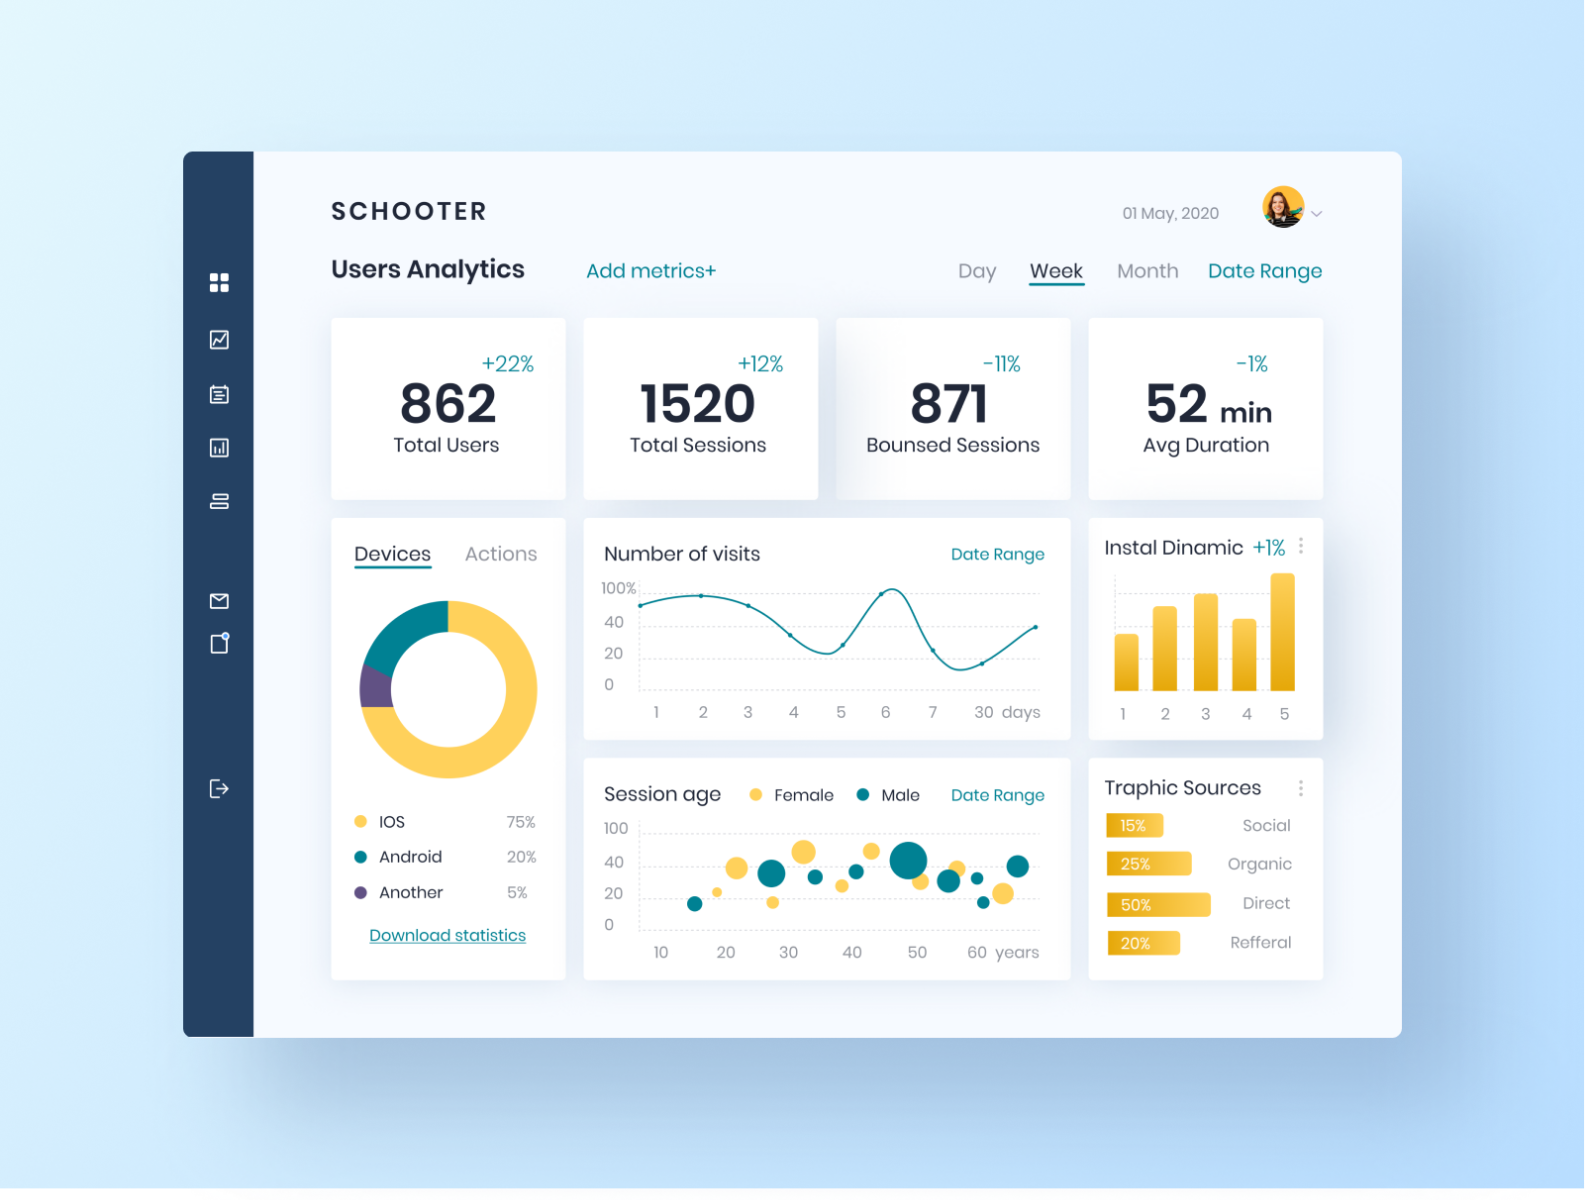 SCHOOTER
01 May, 2020
Users Analytics
Add metrics+
Day Week Month Date Range
+22%
862
Total Users
+12%
1520
Total Sessions
-11%
871
Bounsed Sessions
-1%
52 min
Avg Duration
Devices Actions
IOS 75%
Android 20%
Another 5%
Download statistics
Number of visits Date Range
100%
40
20
0
1 2 3 4 5 6 7 30 days
Instal Dinamic +1%
1 2 3 4 5
Session age Female Male Date Range
100
40
20
0
10 20 30 40 50 60 years
Traphic Sources
15% Social
25% Organic
50% Direct
20% Refferal